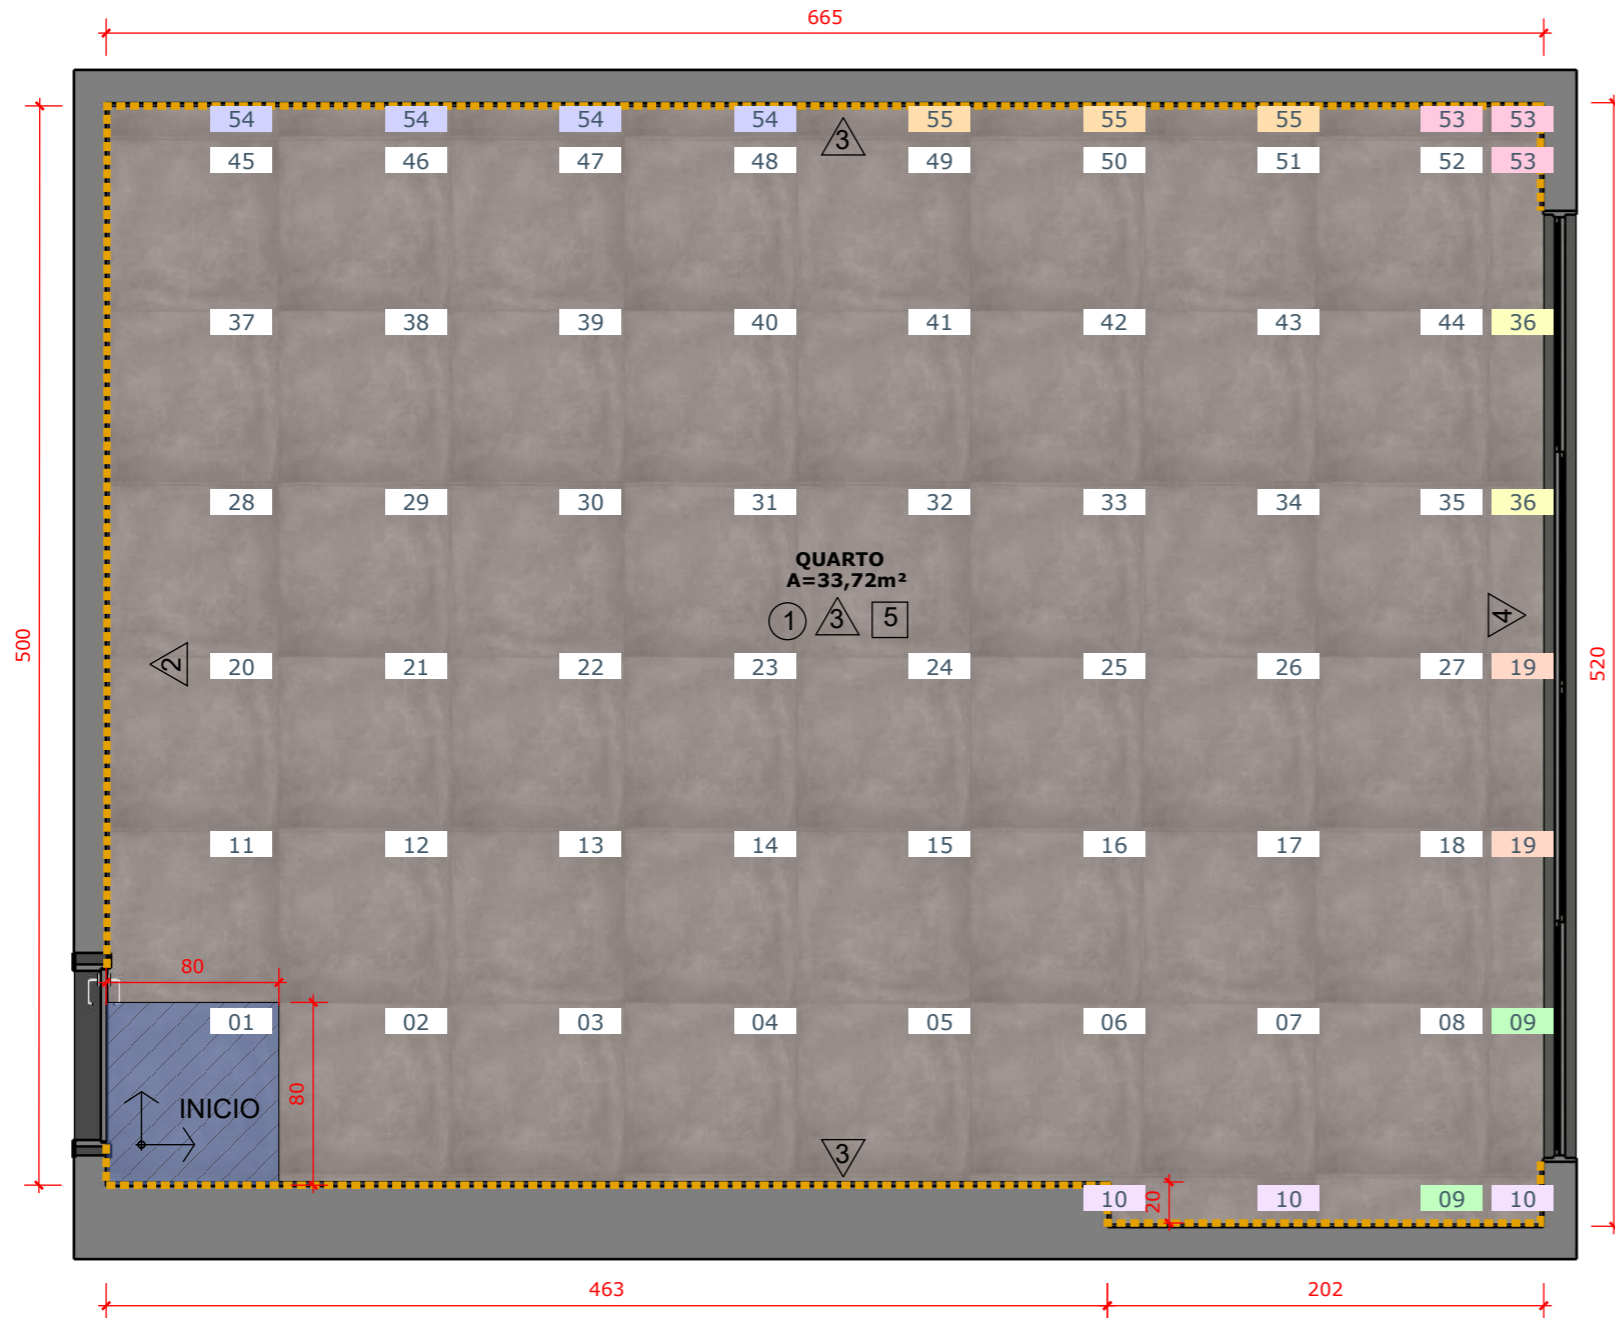 665
54 54 54 54 55 55 55 53 53
3
45 46 47 48 49 50 51 52 53
37 38 39 40 41 42 43 44 36
28 29 30 31 32 33 34 35 36
QUARTO
A=33,72m²
1 3 5
4
500
2
520
20 21 22 23 24 25 26 27 19
11 12 13 14 15 16 17 18 19
80
01 02 03 04 05 06 07 08 09
80
INICIO
3
10 20 10 09 10
463 202